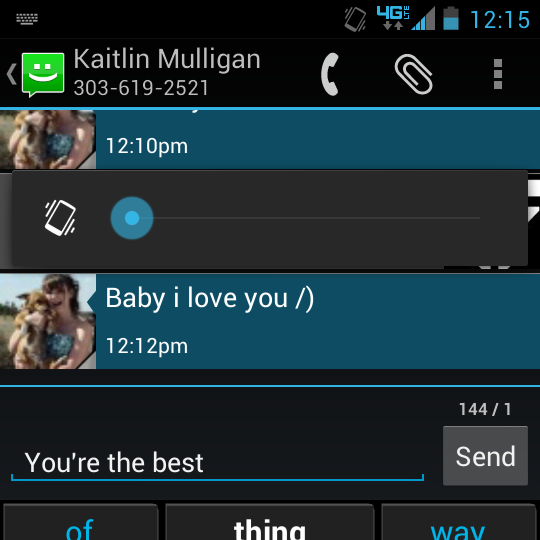 4G LTE 12:15
Kaitlin Mulligan
303-619-2521
12:10pm
Baby i love you /)
12:12pm
144 / 1
You're the best
Send
of thing way